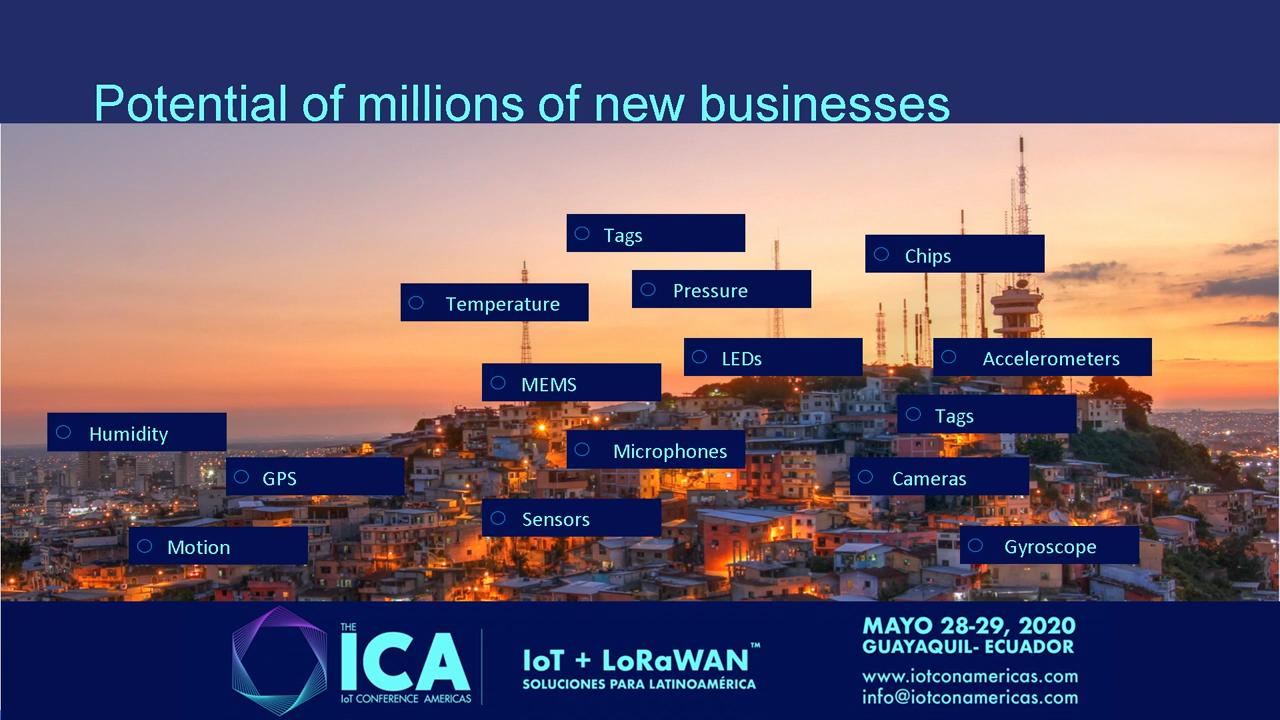 Potential of millions of new businesses
Tags
Chips
Pressure
Temperature
LEDs
Accelerometers
MEMS
Tags
Humidity
Microphones
GPS
Cameras
Sensors
Motion
Gyroscope
THE
ICA
IoT CONFERENCE AMERICAS
IoT + LoRaWAN™
SOLUCIONES PARA LATINOAMÉRICA
MAYO 28-29, 2020
GUAYAQUIL- ECUADOR
www.iotconamericas.com
info@iotconamericas.com